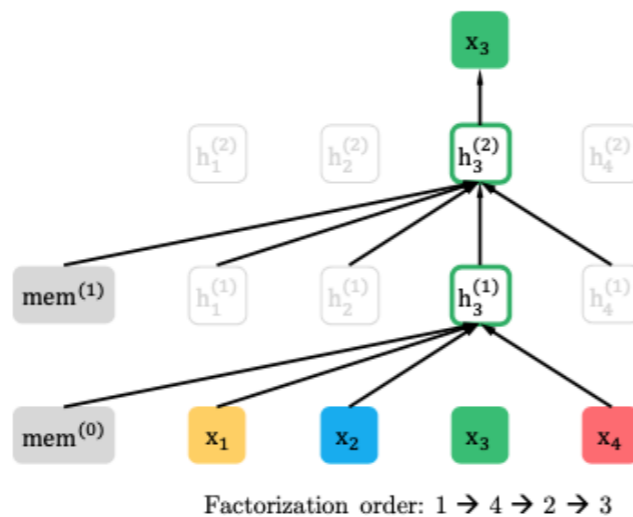 x₃
h₁⁽²⁾ h₂⁽²⁾ h₃⁽²⁾ h₄⁽²⁾
mem⁽¹⁾ h₁⁽¹⁾ h₂⁽¹⁾ h₃⁽¹⁾ h₄⁽¹⁾
mem⁽⁰⁾ x₁ x₂ x₃ x₄
Factorization order: 1 → 4 → 2 → 3